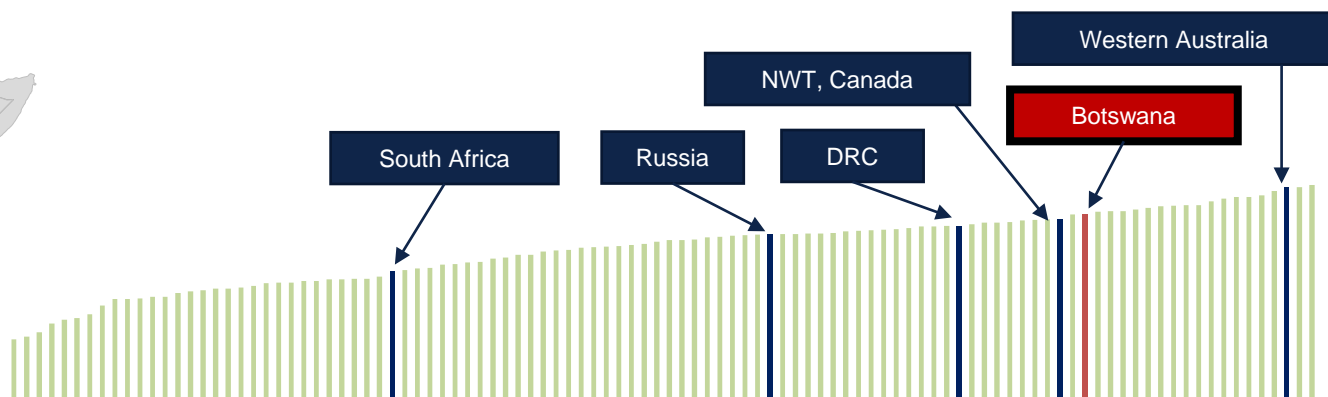 Western Australia
NWT, Canada
Botswana
South Africa
Russia
DRC